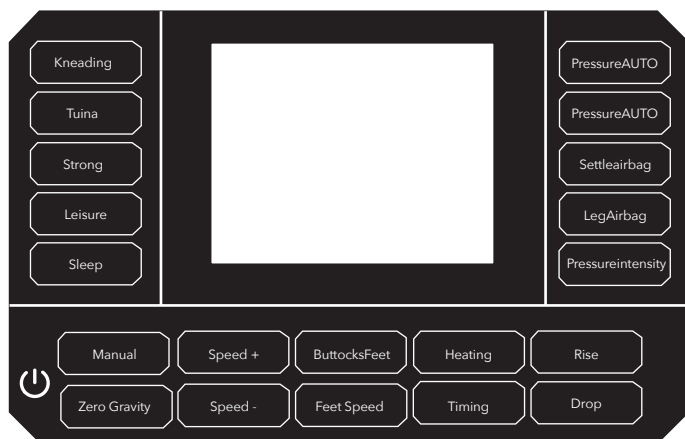 Kneading
Tuina
Strong
Leisure
Sleep
PressureAUTO
PressureAUTO
Settleairbag
LegAirbag
Pressureintensity
Manual
Speed +
ButtocksFeet
Heating
Rise
Zero Gravity
Speed -
Feet Speed
Timing
Drop